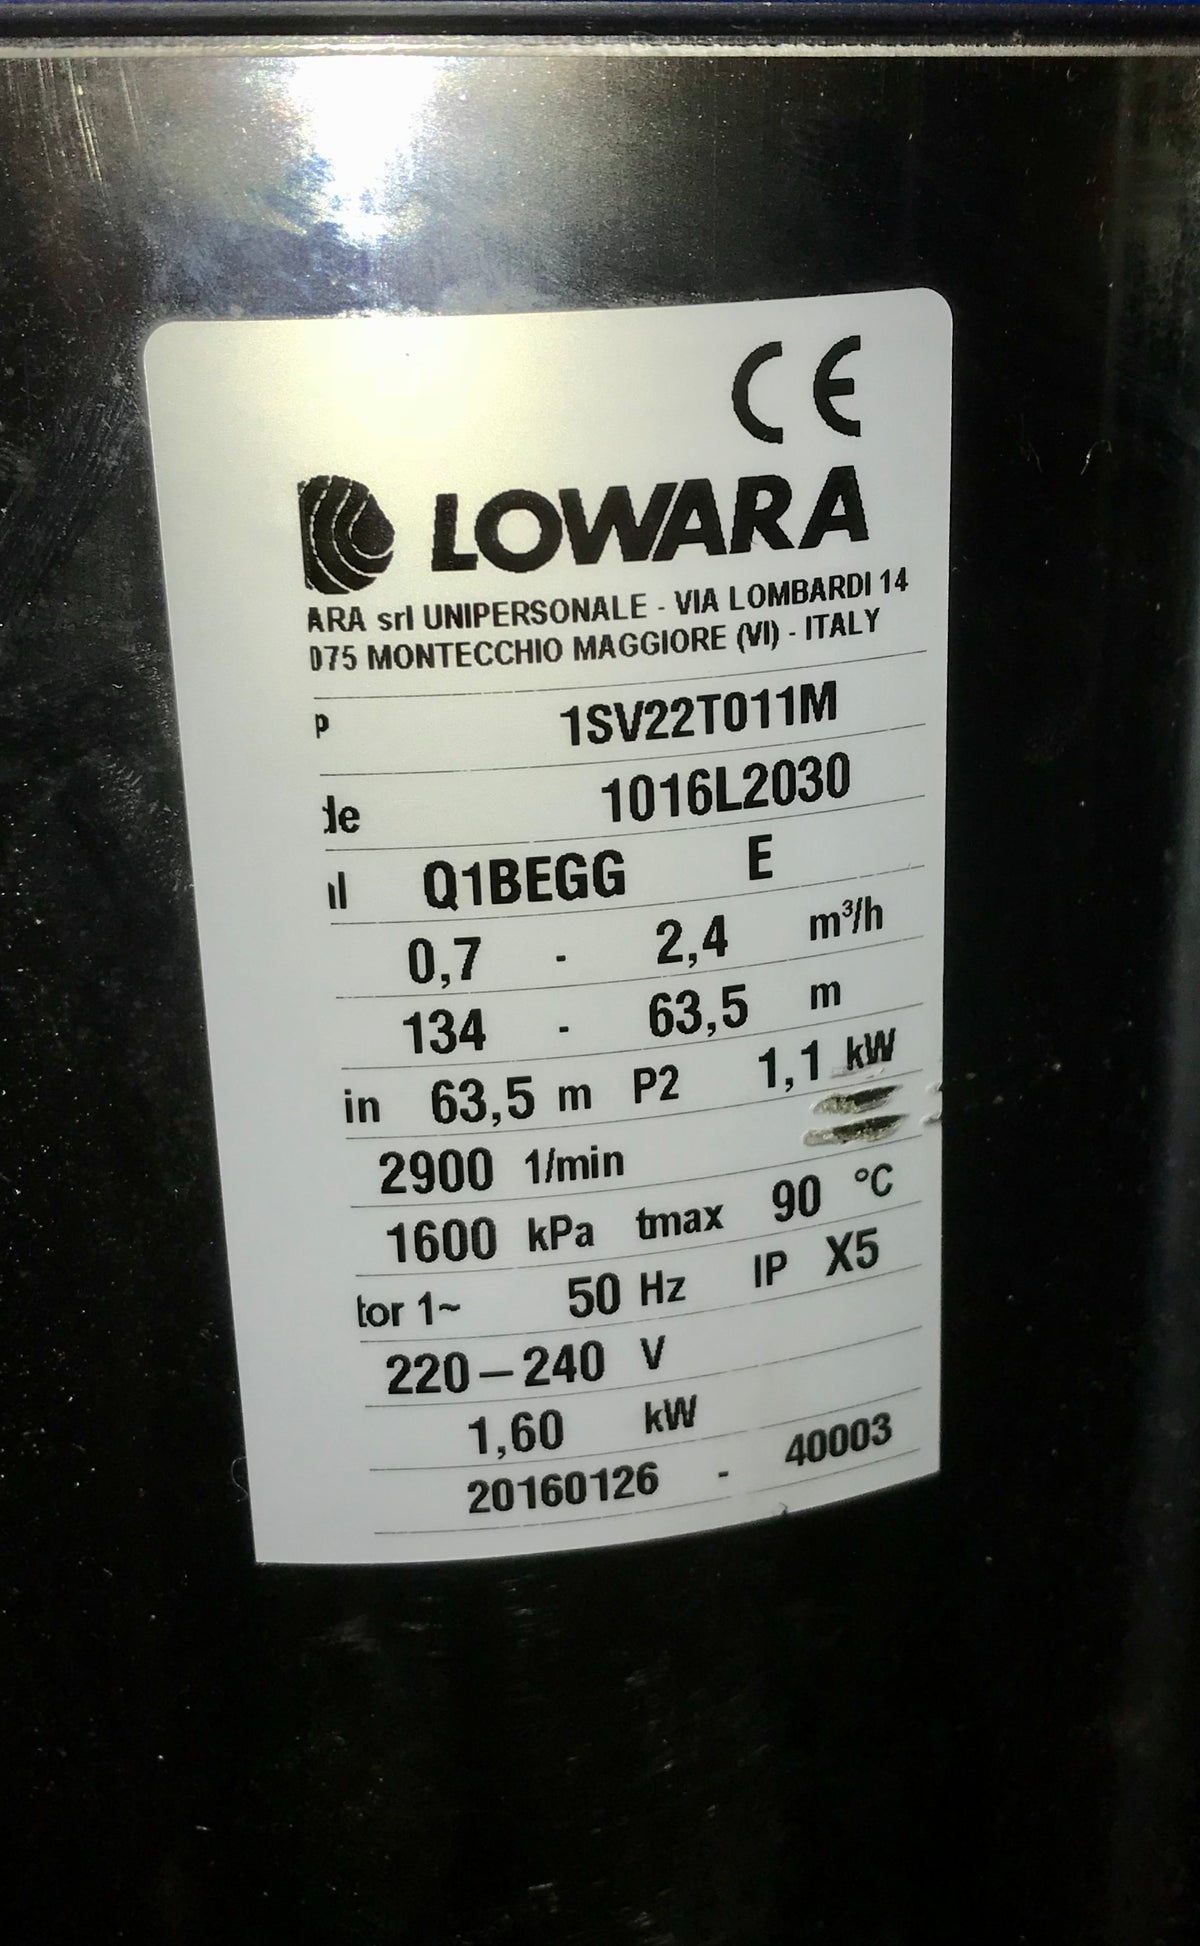 CE
LOWARA
ARA srl UNIPERSONALE - VIA LOMBARDI 14
075 MONTECCHIO MAGGIORE (VI) - ITALY
P 1SV22T011M
de 1016L2030
il Q1BEGG E
0,7 - 2,4 m³/h
134 - 63,5 m
in 63,5 m P2 1,1 kW
2900 1/min
1600 kPa tmax 90 °C
tor 1~ 50 Hz IP X5
220-240 V
1,60 kW
20160126 - 40003